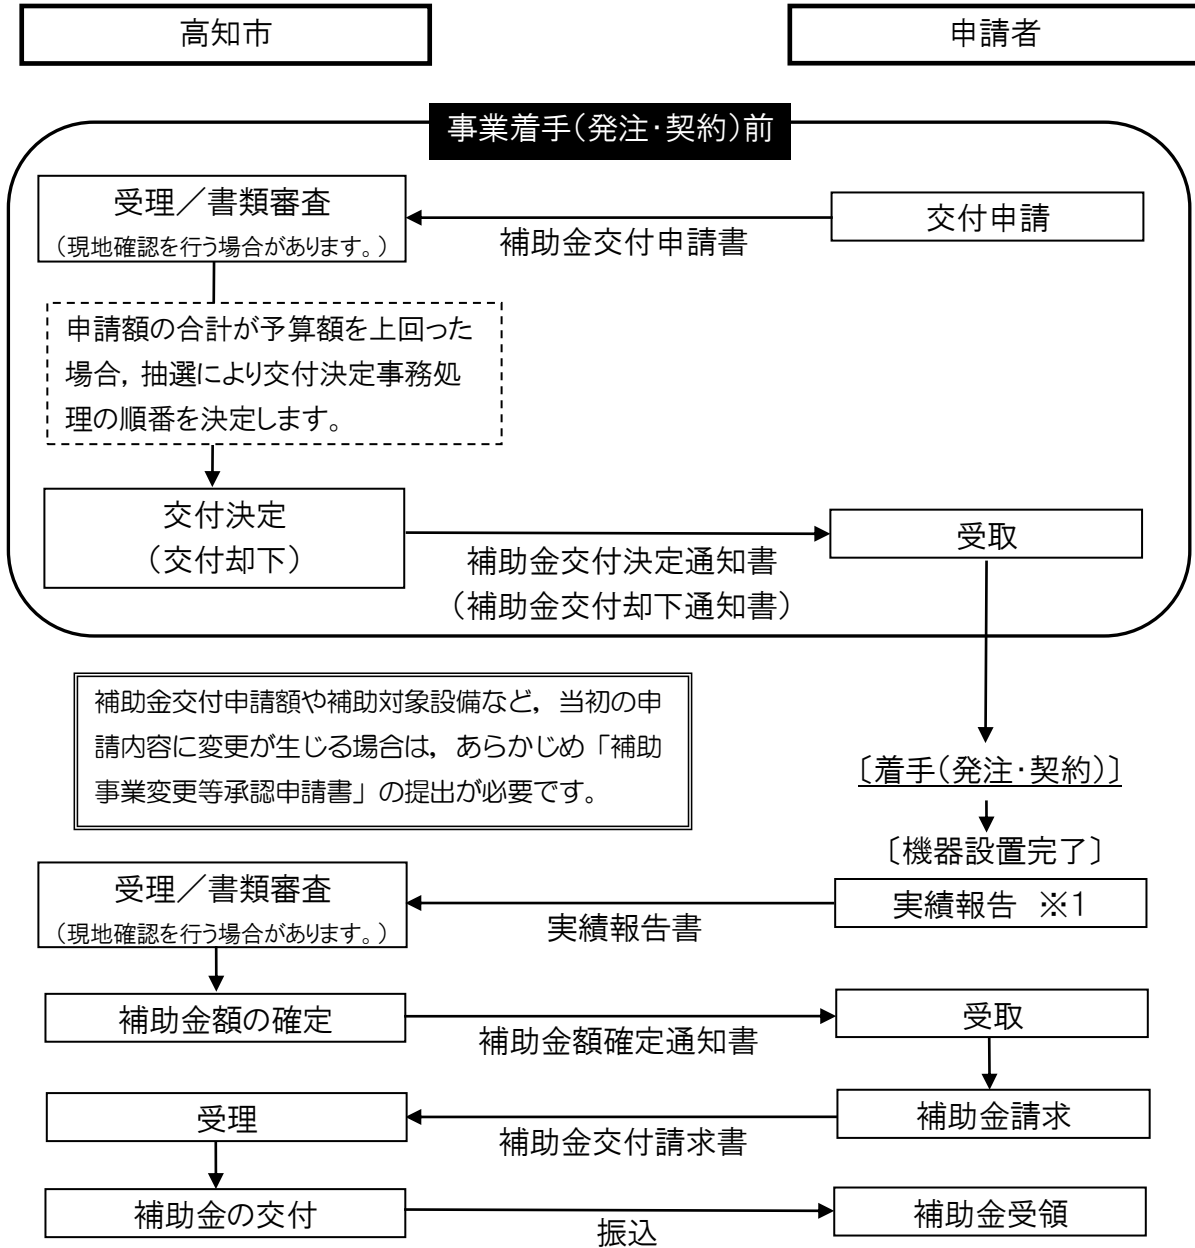 高知市
申請者
事業着手（発注・契約）前
受理／書類審査
（現地確認を行う場合があります。）
交付申請
補助金交付申請書
申請額の合計が予算額を上回った
場合，抽選により交付決定事務処
理の順番を決定します。
交付決定
（交付却下）
受取
補助金交付決定通知書
（補助金交付却下通知書）
補助金交付申請額や補助対象設備など，当初の申
請内容に変更が生じる場合は，あらかじめ「補助
事業変更等承認申請書」の提出が必要です。
〔着手（発注・契約）〕
〔機器設置完了〕
受理／書類審査
（現地確認を行う場合があります。）
実績報告　※1
実績報告書
補助金額の確定
受取
補助金額確定通知書
受理
補助金請求
補助金交付請求書
補助金の交付
補助金受領
振込